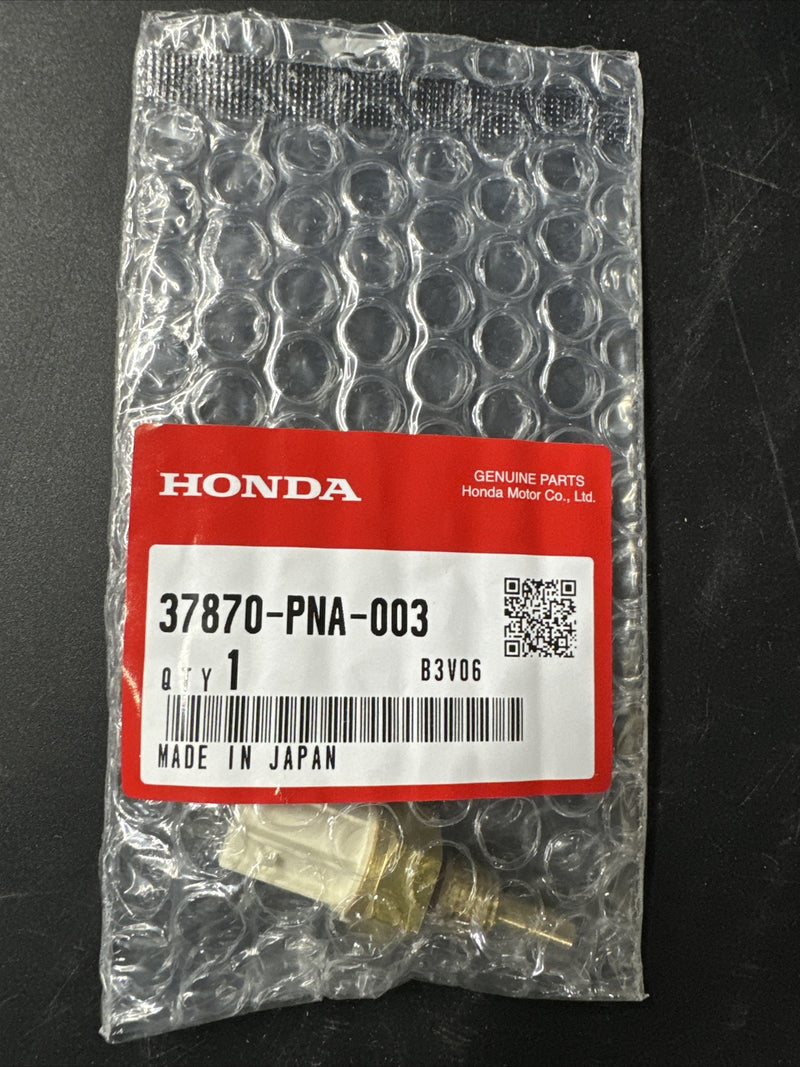 HONDA
GENUINE PARTS
Honda Motor Co., Ltd.
37870-PNA-003
QTY 1
B3V06
MADE IN JAPAN